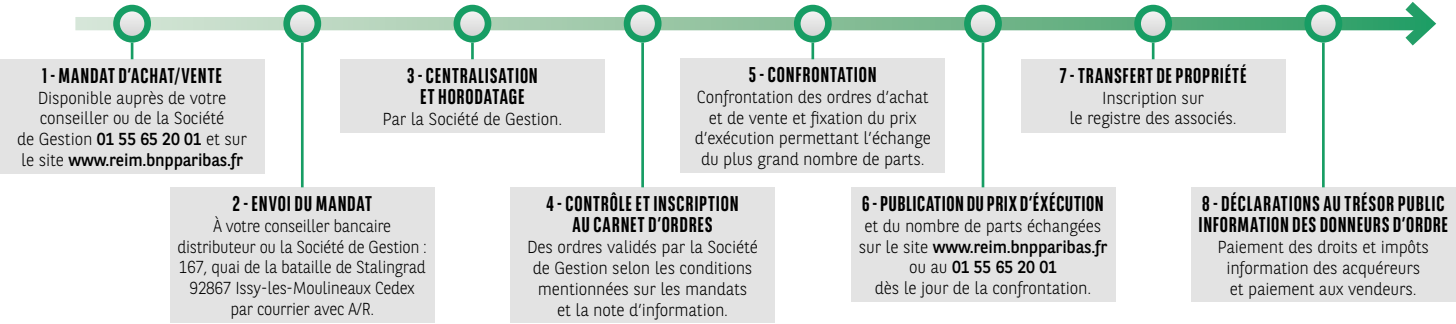 1 - MANDAT D'ACHAT/VENTE
Disponible auprès de votre
conseiller ou de la Société
de Gestion 01 55 65 20 01 et sur
le site www.reim.bnpparibas.fr
2 - ENVOI DU MANDAT
À votre conseiller bancaire
distributeur ou la Société de Gestion :
167, quai de la bataille de Stalingrad
92867 Issy-les-Moulineaux Cedex
par courrier avec A/R.
3 - CENTRALISATION
ET HORODATAGE
Par la Société de Gestion.
4 - CONTRÔLE ET INSCRIPTION
AU CARNET D'ORDRES
Des ordres validés par la Société
de Gestion selon les conditions
mentionnées sur les mandats
et la note d'information.
5 - CONFRONTATION
Confrontation des ordres d'achat
et de vente et fixation du prix
d'exécution permettant l'échange
du plus grand nombre de parts.
6 - PUBLICATION DU PRIX D'ÉXÉCUTION
et du nombre de parts échangées
sur le site www.reim.bnpparibas.fr
ou au 01 55 65 20 01
dès le jour de la confrontation.
7 - TRANSFERT DE PROPRIÉTÉ
Inscription sur
le registre des associés.
8 - DÉCLARATIONS AU TRÉSOR PUBLIC
INFORMATION DES DONNEURS D'ORDRE
Paiement des droits et impôts
information des acquéreurs
et paiement aux vendeurs.